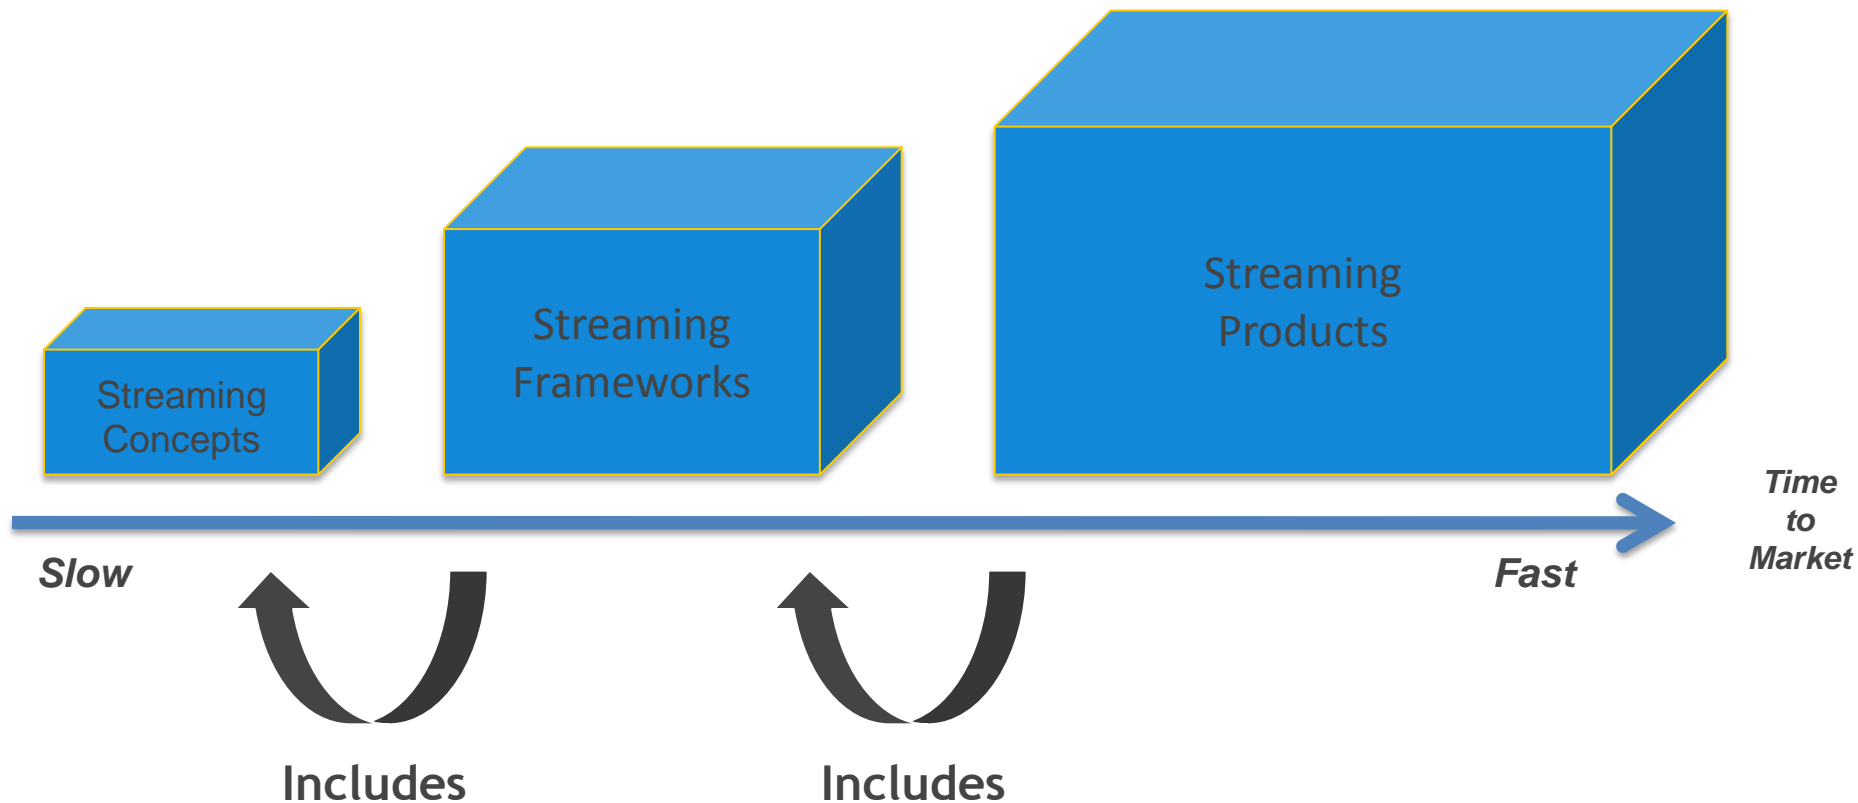 Streaming
Concepts
Streaming
Frameworks
Streaming
Products
Time
to
Market
Slow
Fast
Includes
Includes